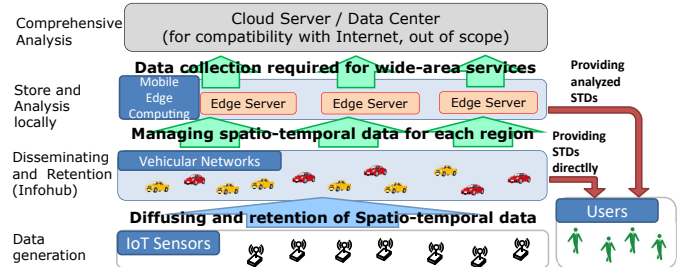 Comprehensive
Analysis
Cloud Server / Data Center
(for compatibility with Internet, out of scope)
Data collection required for wide-area services
Store and
Analysis
locally
Mobile
Edge
Computing
Edge Server
Edge Server
Edge Server
Providing
analyzed
STDs
Managing spatio-temporal data for each region
Providing
STDs
directlly
Disseminating
and Retention
(Infohub)
Vehicular Networks
Diffusing and retention of Spatio-temporal data
Users
Data
generation
IoT Sensors